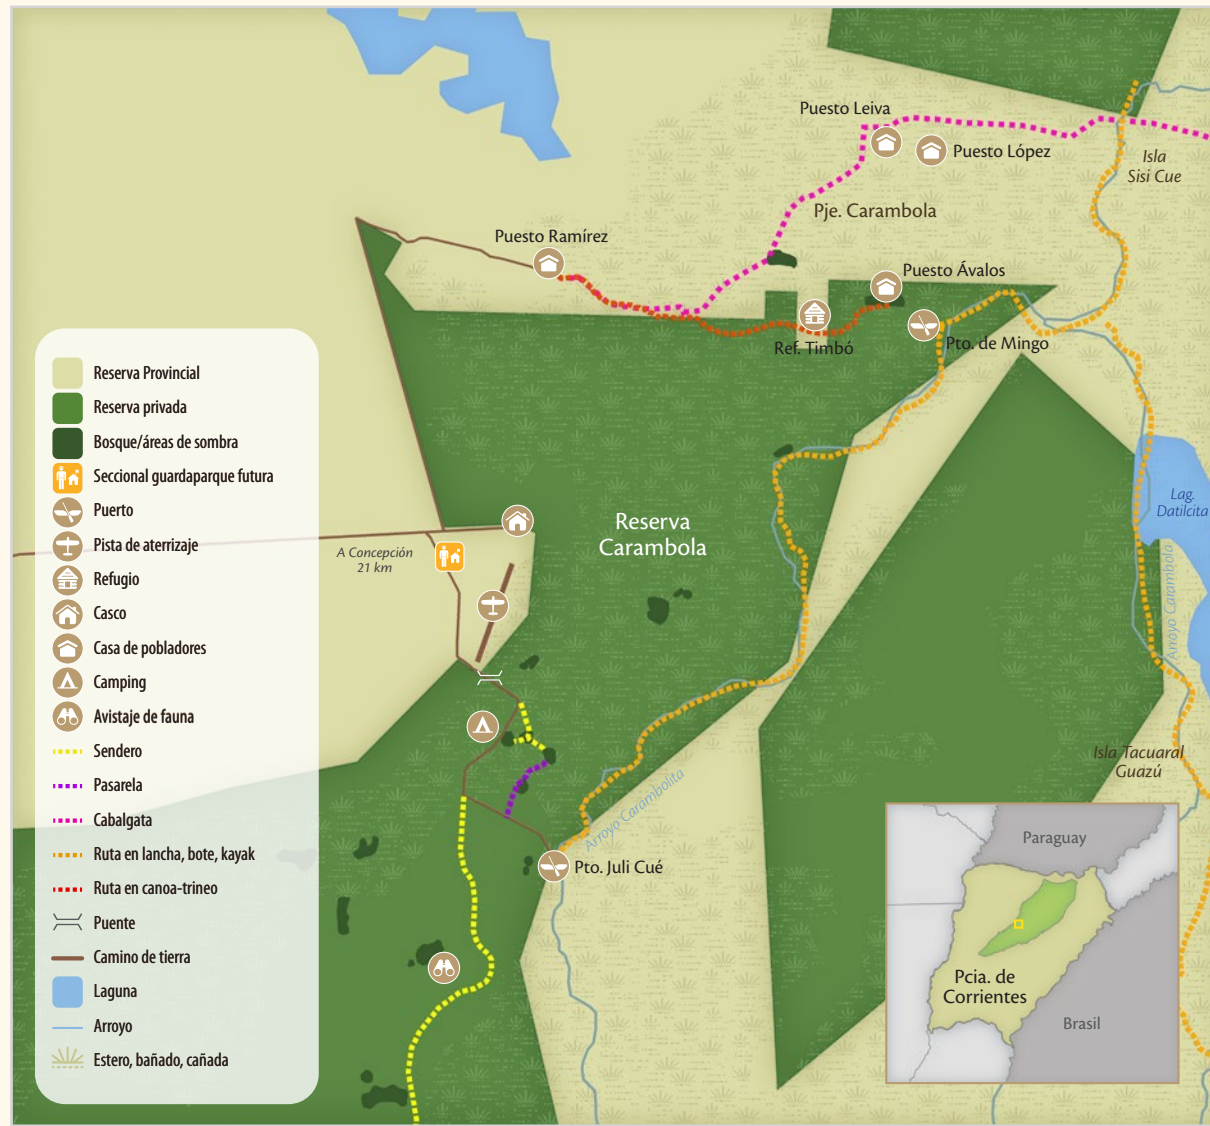 Puesto Leiva
Puesto López
Isla
Sisi Cue
Pje. Carambola
Puesto Ramírez
Puesto Ávalos
Ref. Timbó
Pto. de Mingo
Reserva Provincial
Reserva privada
Bosque/áreas de sombra
Seccional guardaparque futura
Puerto
Pista de aterrizaje
Refugio
Casco
Casa de pobladores
Camping
Avistaje de fauna
Sendero
Pasarela
Cabalgata
Ruta en lancha, bote, kayak
Ruta en canoa-trineo
Puente
Camino de tierra
Laguna
Arroyo
Estero, bañado, cañada
A Concepción
21 km
Reserva
Carambola
Lag.
Datilcita
Arroyo Carambola
Isla Tacuaral
Guazú
Arroyo Carambolita
Pto. Juli Cué
Paraguay
Pcia. de
Corrientes
Brasil